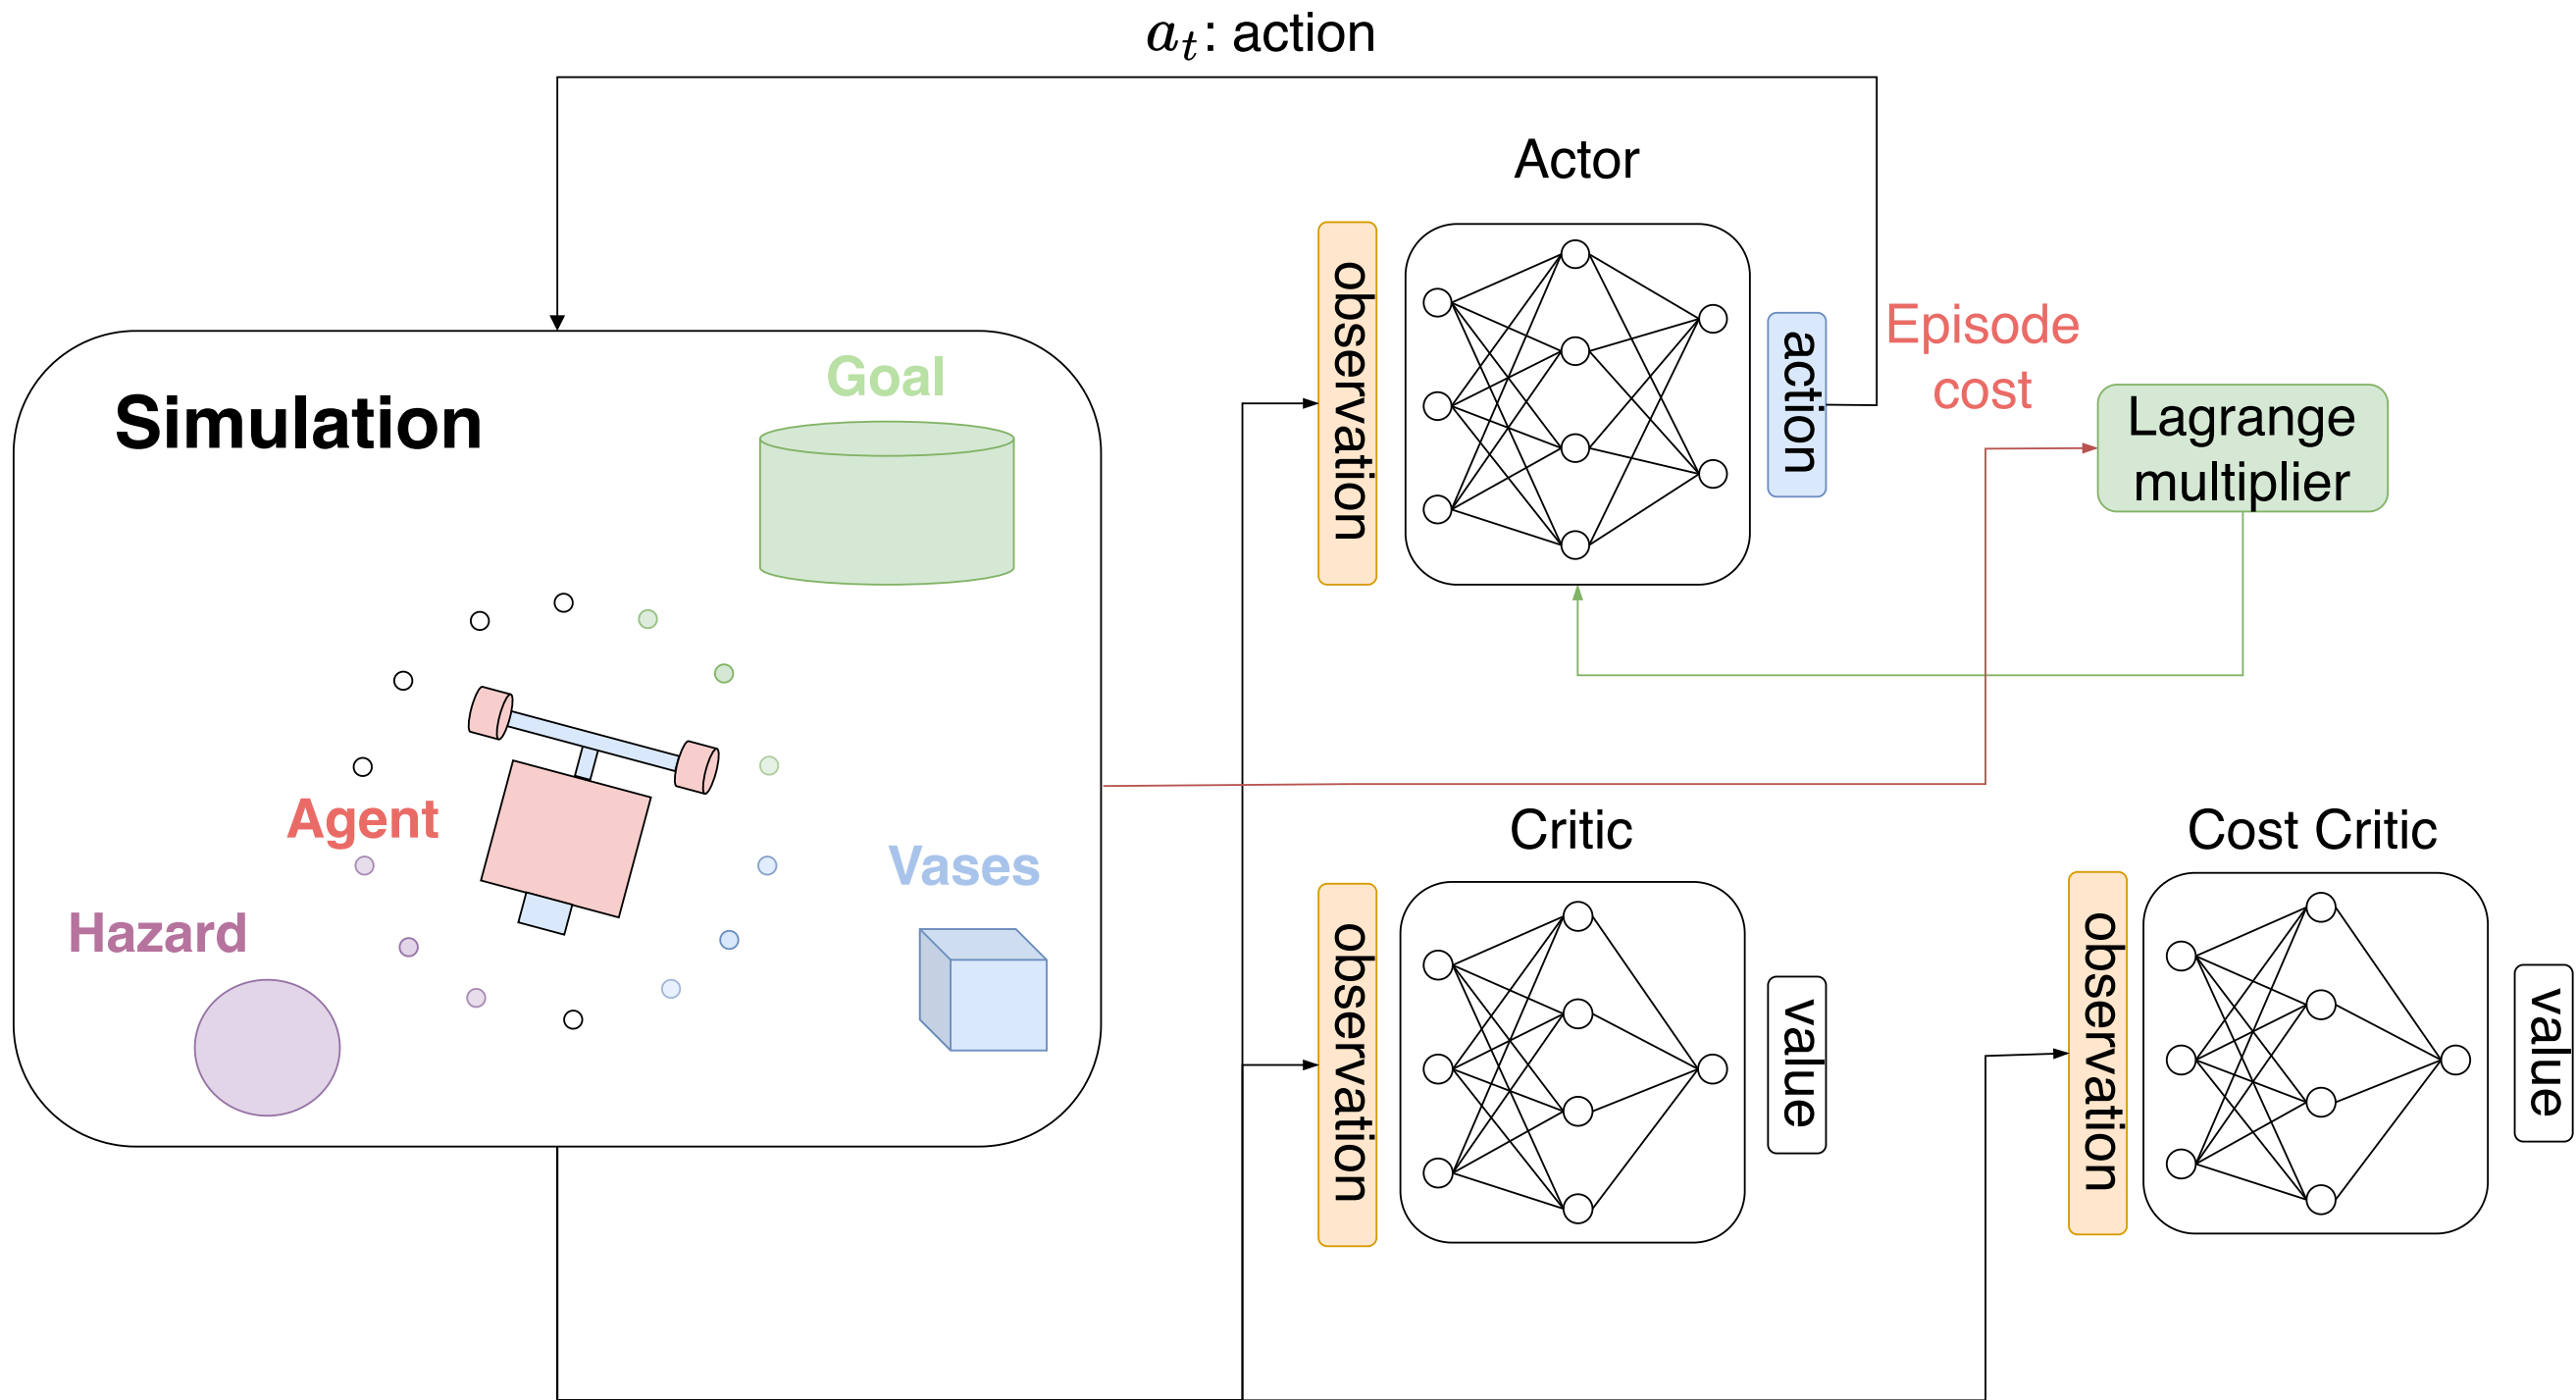 a_t: action
Actor
observation
action
Episode
cost
Lagrange
multiplier
Simulation
Goal
Agent
Vases
Hazard
Critic
observation
value
Cost Critic
observation
value